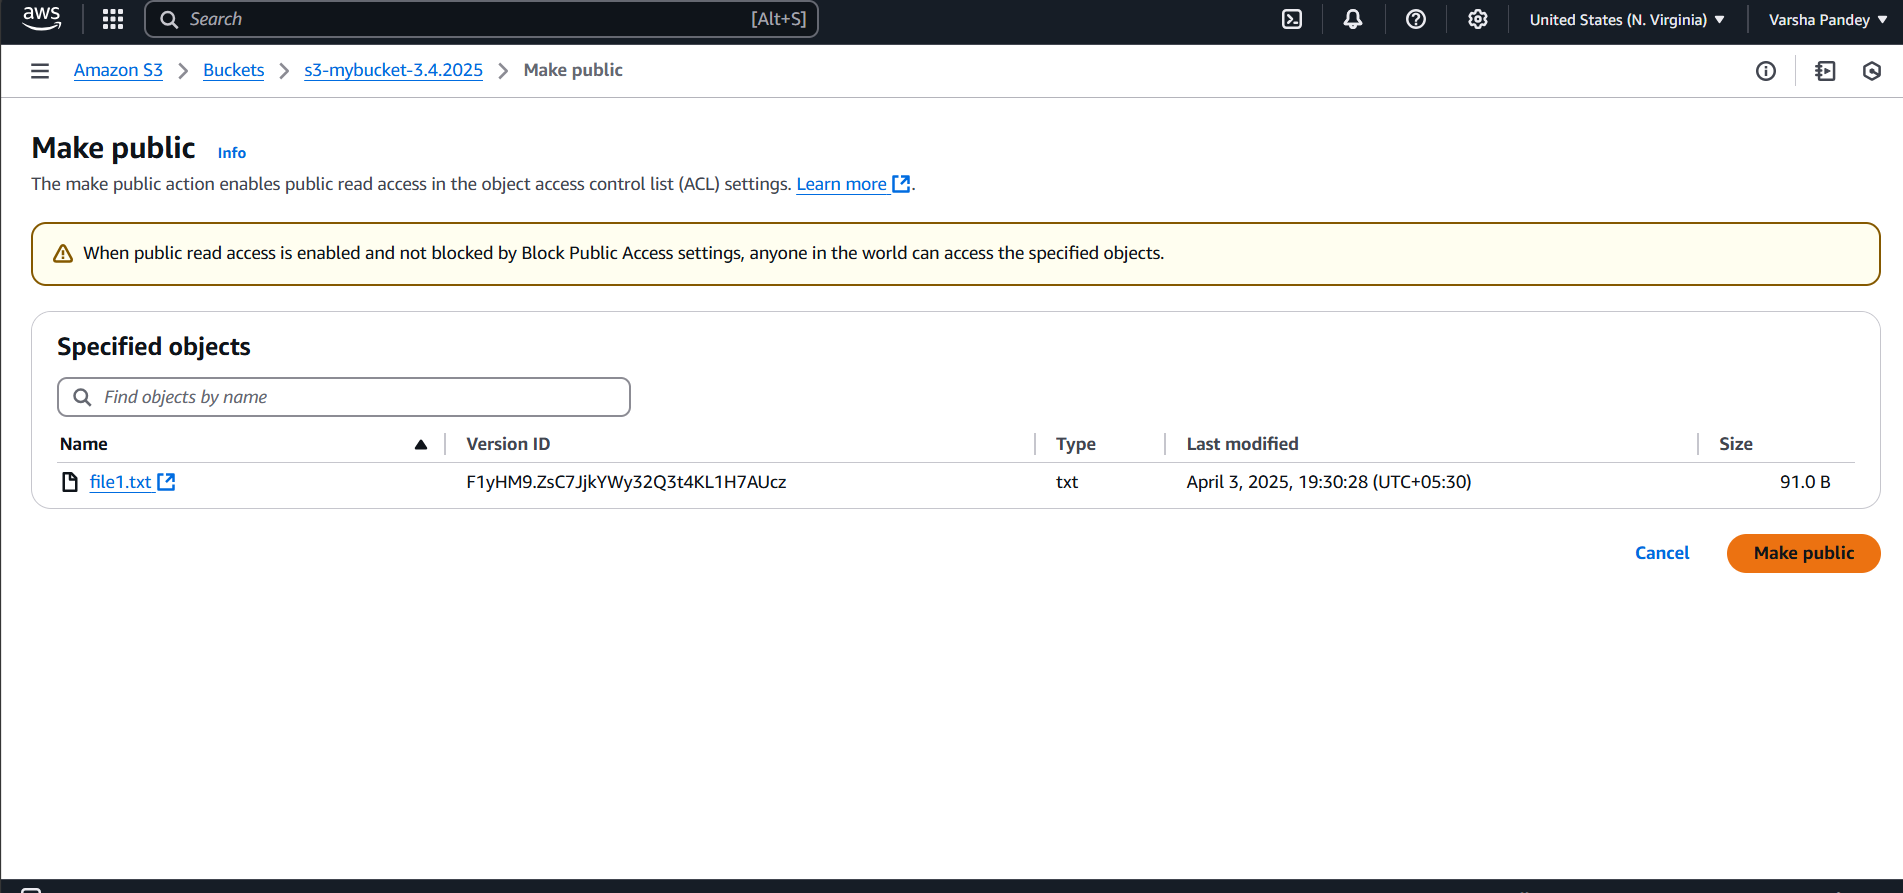 aws
Search [Alt+S]
United States (N. Virginia) Varsha Pandey
Amazon S3 Buckets s3-mybucket-3.4.2025 Make public
Make public Info
The make public action enables public read access in the object access control list (ACL) settings. Learn more.
When public read access is enabled and not blocked by Block Public Access settings, anyone in the world can access the specified objects.
Specified objects
Find objects by name
Name Version ID Type Last modified Size
file1.txt F1yHM9.ZsC7JjkYWy32Q3t4KL1H7AUcz txt April 3, 2025, 19:30:28 (UTC+05:30) 91.0 B
Cancel Make public